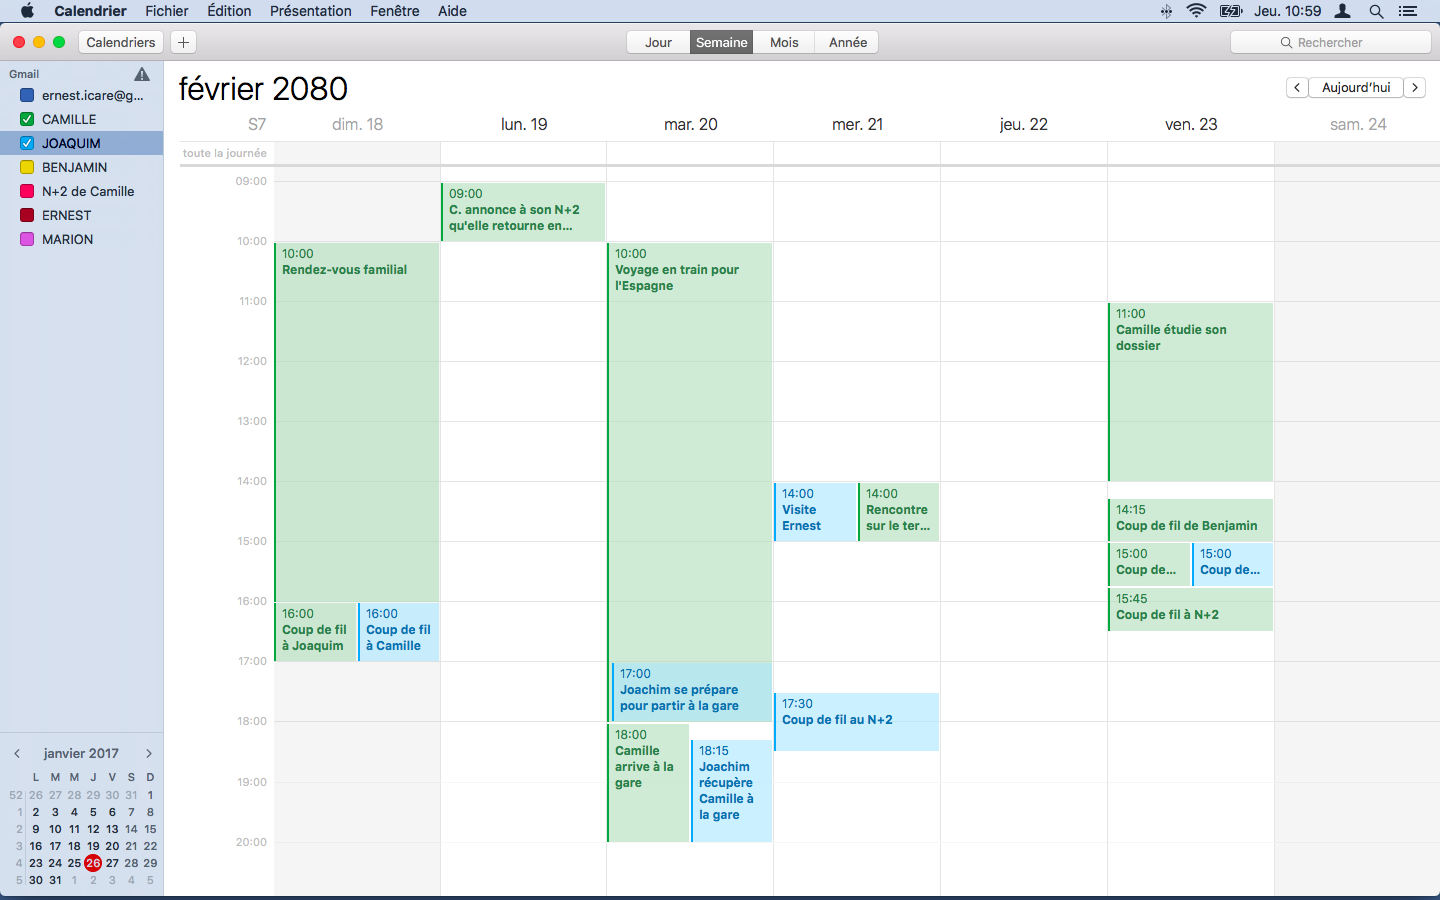 Calendrier Fichier Édition Présentation Fenêtre Aide Jeu. 10:59
Calendriers + Jour Semaine Mois Année Rechercher
Gmail
ernest.icare@g...
CAMILLE
JOAQUIM
BENJAMIN
N+2 de Camille
ERNEST
MARION
février 2080
< Aujourd'hui >
S7 dim. 18 lun. 19 mar. 20 mer. 21 jeu. 22 ven. 23 sam. 24
toute la journée
09:00
10:00
11:00
12:00
13:00
14:00
15:00
16:00
17:00
18:00
19:00
20:00
10:00
Rendez-vous familial
16:00
Coup de fil
à Joaquim
16:00
Coup de fil
à Camille
09:00
C. annonce à son N+2
qu'elle retourne en...
10:00
Voyage en train pour
l'Espagne
17:00
Joachim se prépare
pour partir à la gare
18:00
Camille
arrive à la
gare
18:15
Joachim
récupère
Camille à
la gare
14:00
Visite
Ernest
14:00
Rencontre
sur le ter...
17:30
Coup de fil au N+2
11:00
Camille étudie son
dossier
14:15
Coup de fil de Benjamin
15:00
Coup de...
15:00
Coup de...
15:45
Coup de fil à N+2
< janvier 2017 >
L M M J V S D
52 26 27 28 29 30 31 1
1 2 3 4 5 6 7 8
2 9 10 11 12 13 14 15
3 16 17 18 19 20 21 22
4 23 24 25 26 27 28 29
5 30 31 1 2 3 4 5